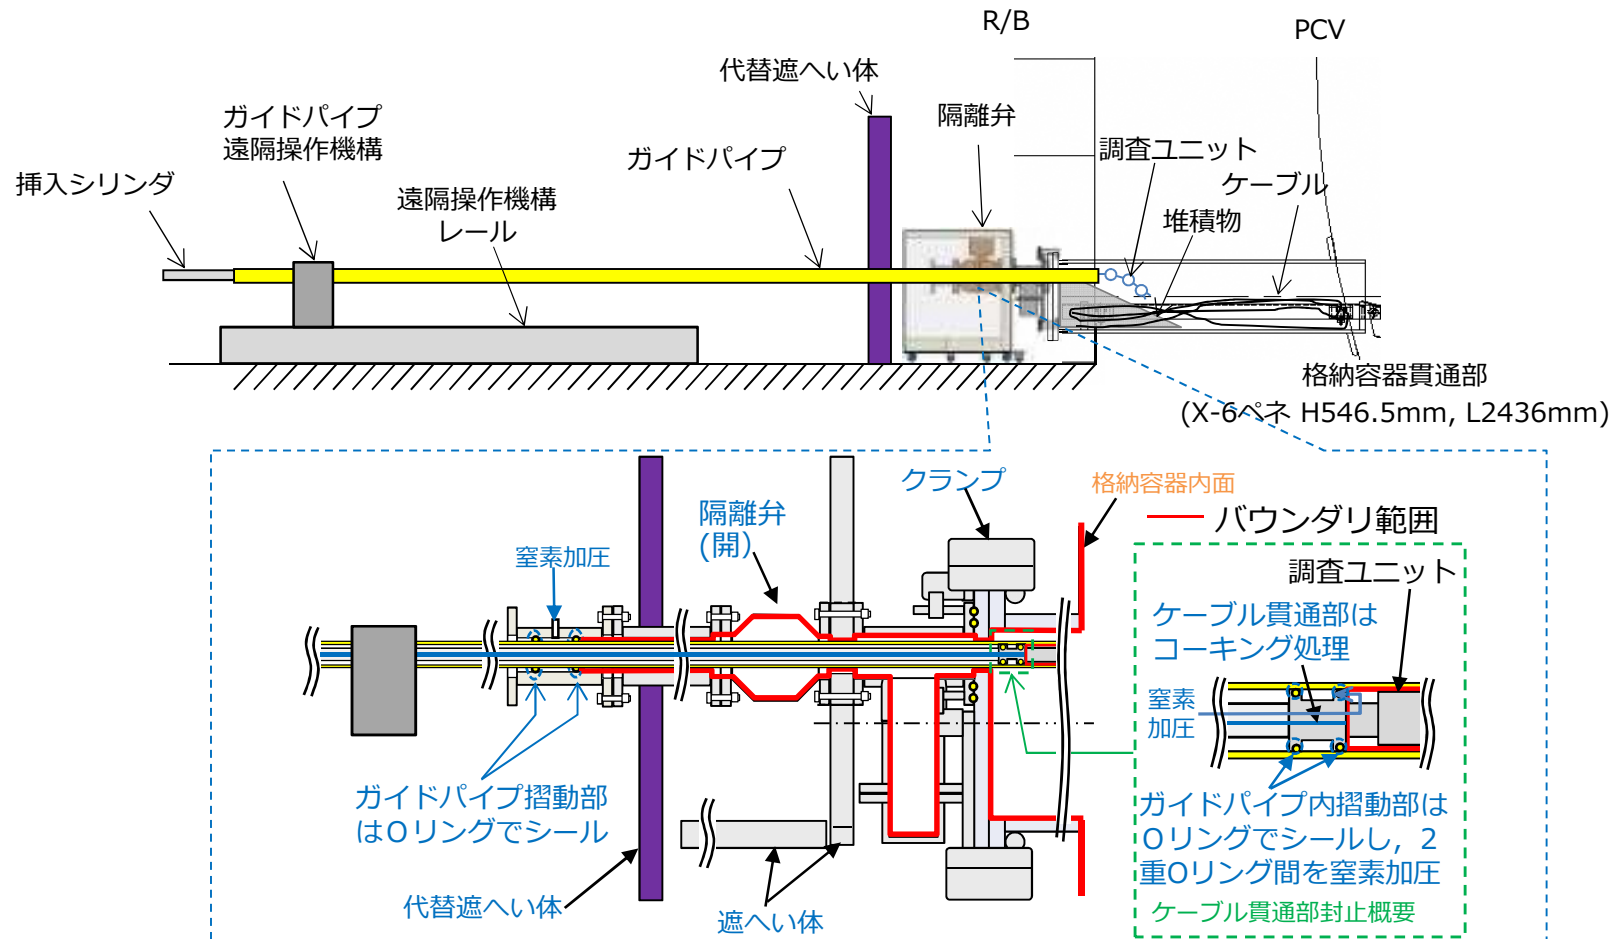 R/B
PCV
代替遮へい体
隔離弁
ガイドパイプ
遠隔操作機構
ガイドパイプ
調査ユニット
ケーブル
挿入シリンダ
遠隔操作機構
レール
堆積物
格納容器貫通部
(X-6ペネ H546.5mm, L2436mm)
クランプ
格納容器内面
隔離弁
(開)
バウンダリ範囲
窒素加圧
調査ユニット
ケーブル貫通部は
コーキング処理
窒素
加圧
ガイドパイプ摺動部
はOリングでシール
ガイドパイプ内摺動部は
Oリングでシールし，2
重Oリング間を窒素加圧
代替遮へい体
遮へい体
ケーブル貫通部封止概要